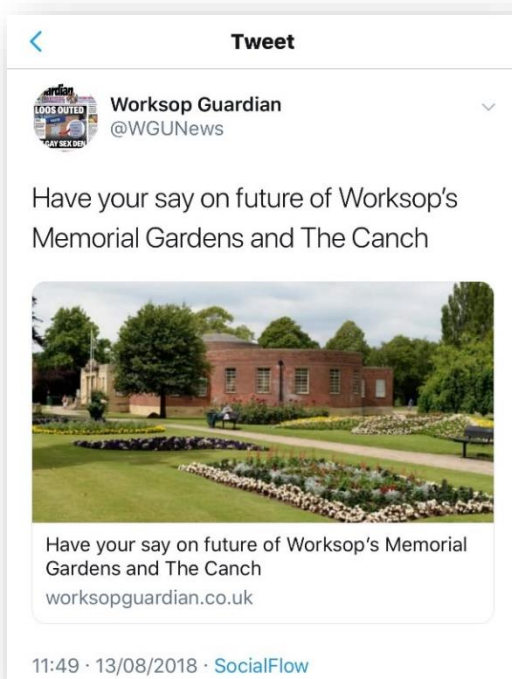 Tweet
ardian
LOOS OUTED
GAY SEX DEN
Worksop Guardian
@WGUNews
Have your say on future of Worksop’s
Memorial Gardens and The Canch
Have your say on future of Worksop's Memorial
Gardens and The Canch
worksopguardian.co.uk
11:49 · 13/08/2018 · SocialFlow